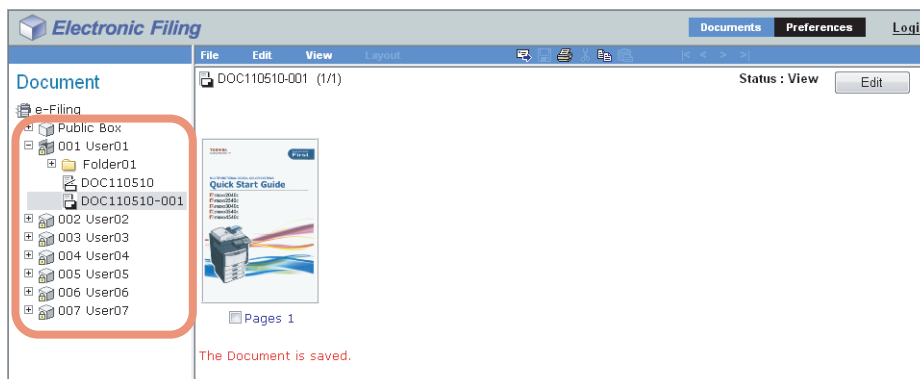 Electronic Filing
Documents Preferences Logi
File Edit View Layout |< < > >|
Document
DOC110510-001 (1/1)
Status : View Edit
e-Filing
Public Box
001 User01
Folder01
DOC110510
DOC110510-001
002 User02
003 User03
004 User04
005 User05
006 User06
007 User07
TOSHIBA
First
Quick Start Guide
Pages 1
The Document is saved.